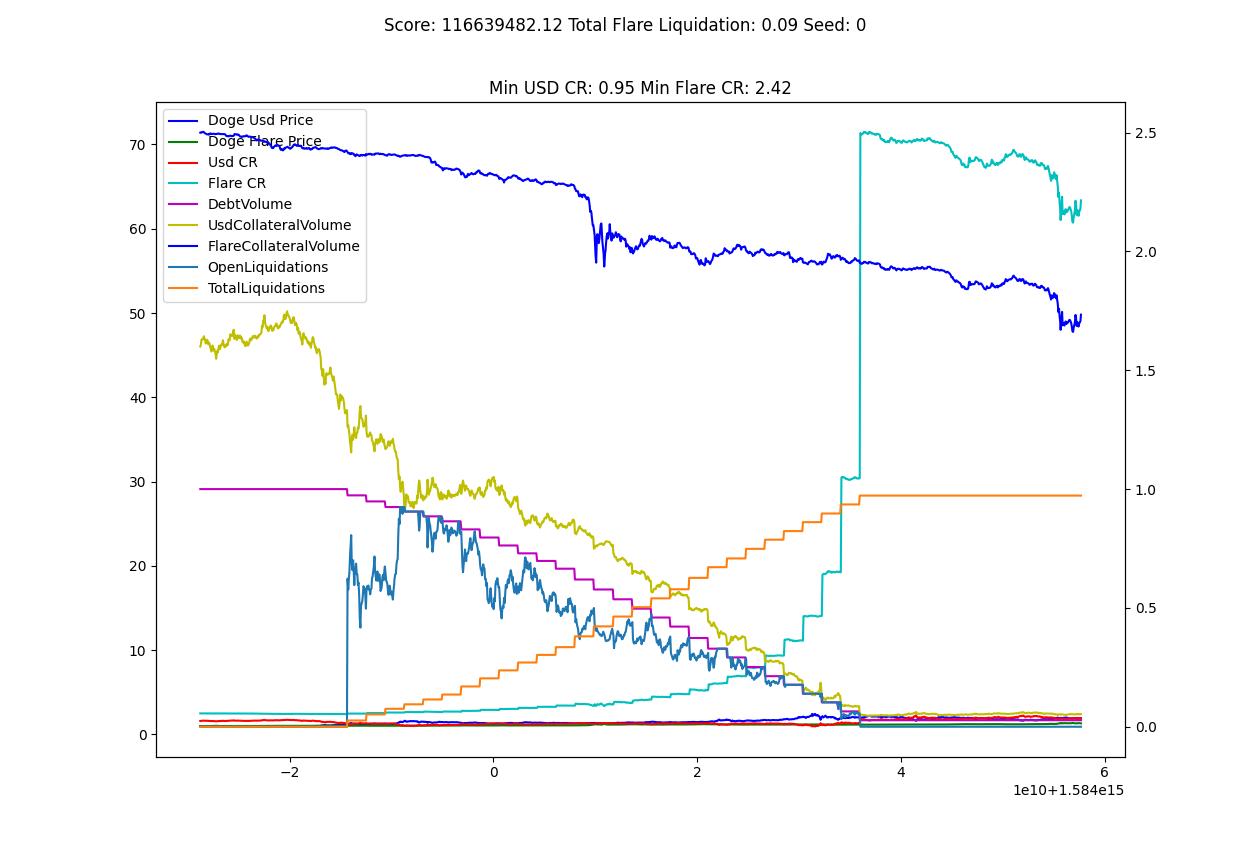 Score: 116639482.12 Total Flare Liquidation: 0.09 Seed: 0
Min USD CR: 0.95 Min Flare CR: 2.42
Doge Usd Price
Doge Flare Price
Usd CR
Flare CR
DebtVolume
UsdCollateralVolume
FlareCollateralVolume
OpenLiquidations
TotalLiquidations
70
60
50
40
30
20
10
0
2.5
2.0
1.5
1.0
0.5
0.0
−2
0
2
4
6
1e10+1.584e15